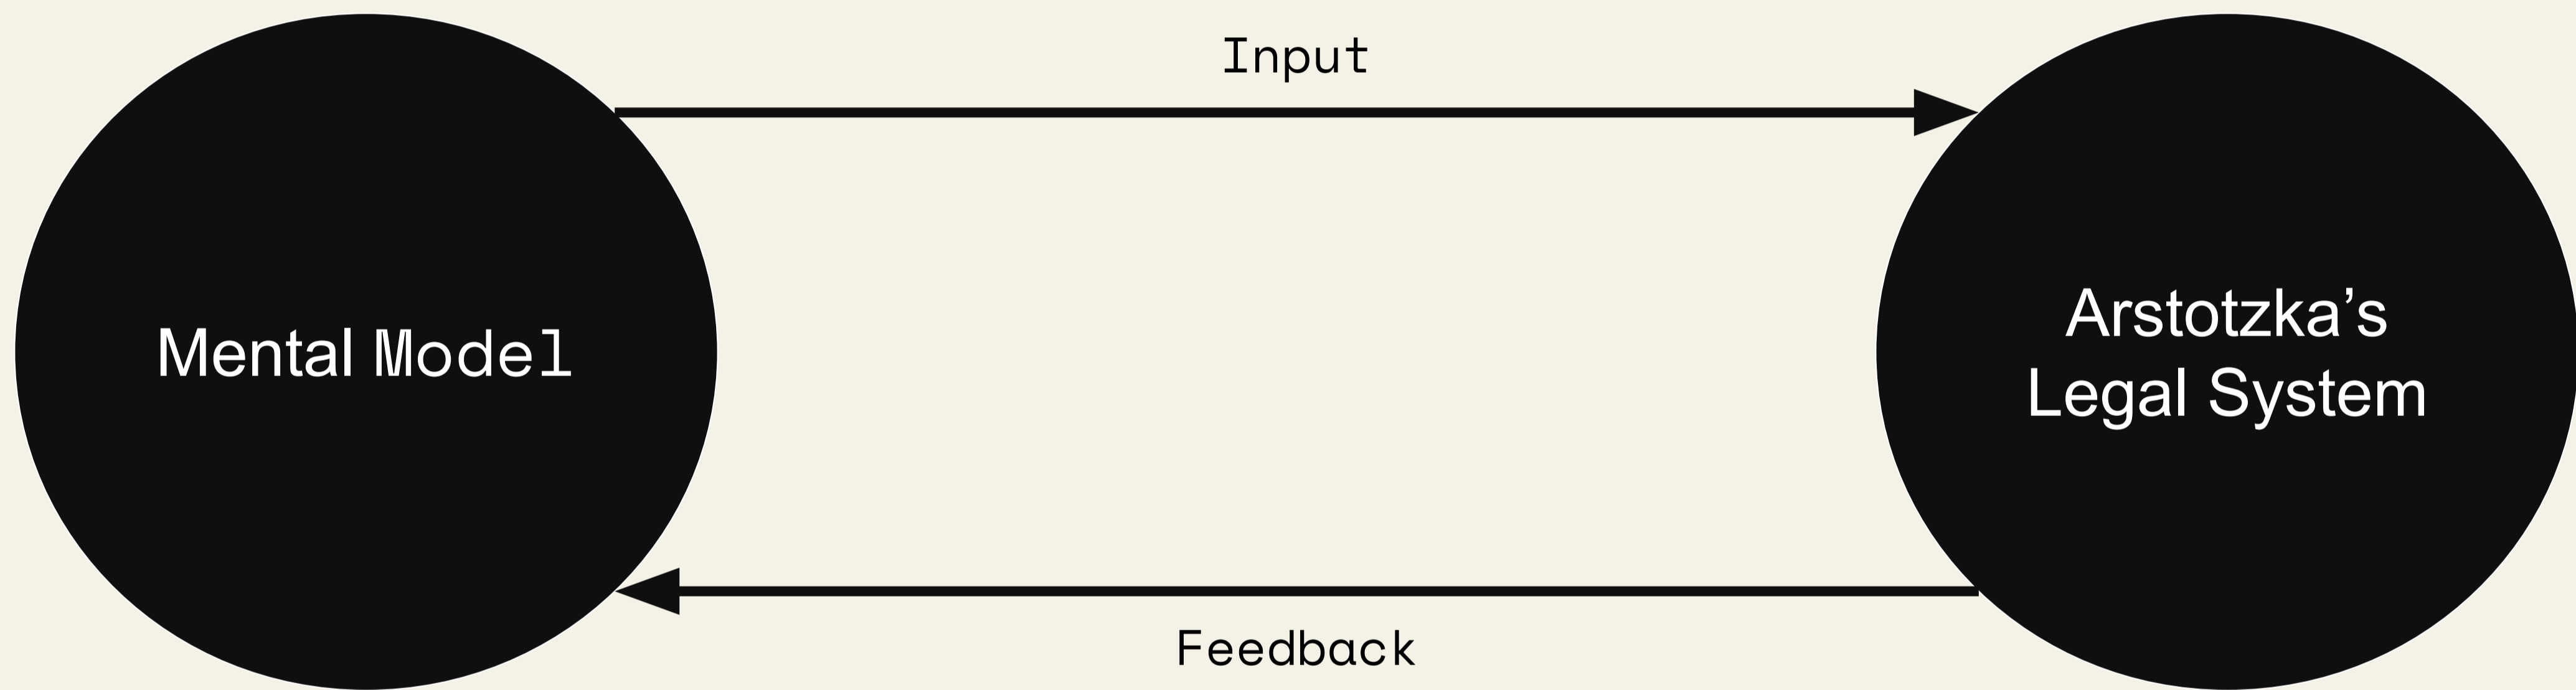 Input
Mental Model
Arstotzka’s
Legal System
Feedback